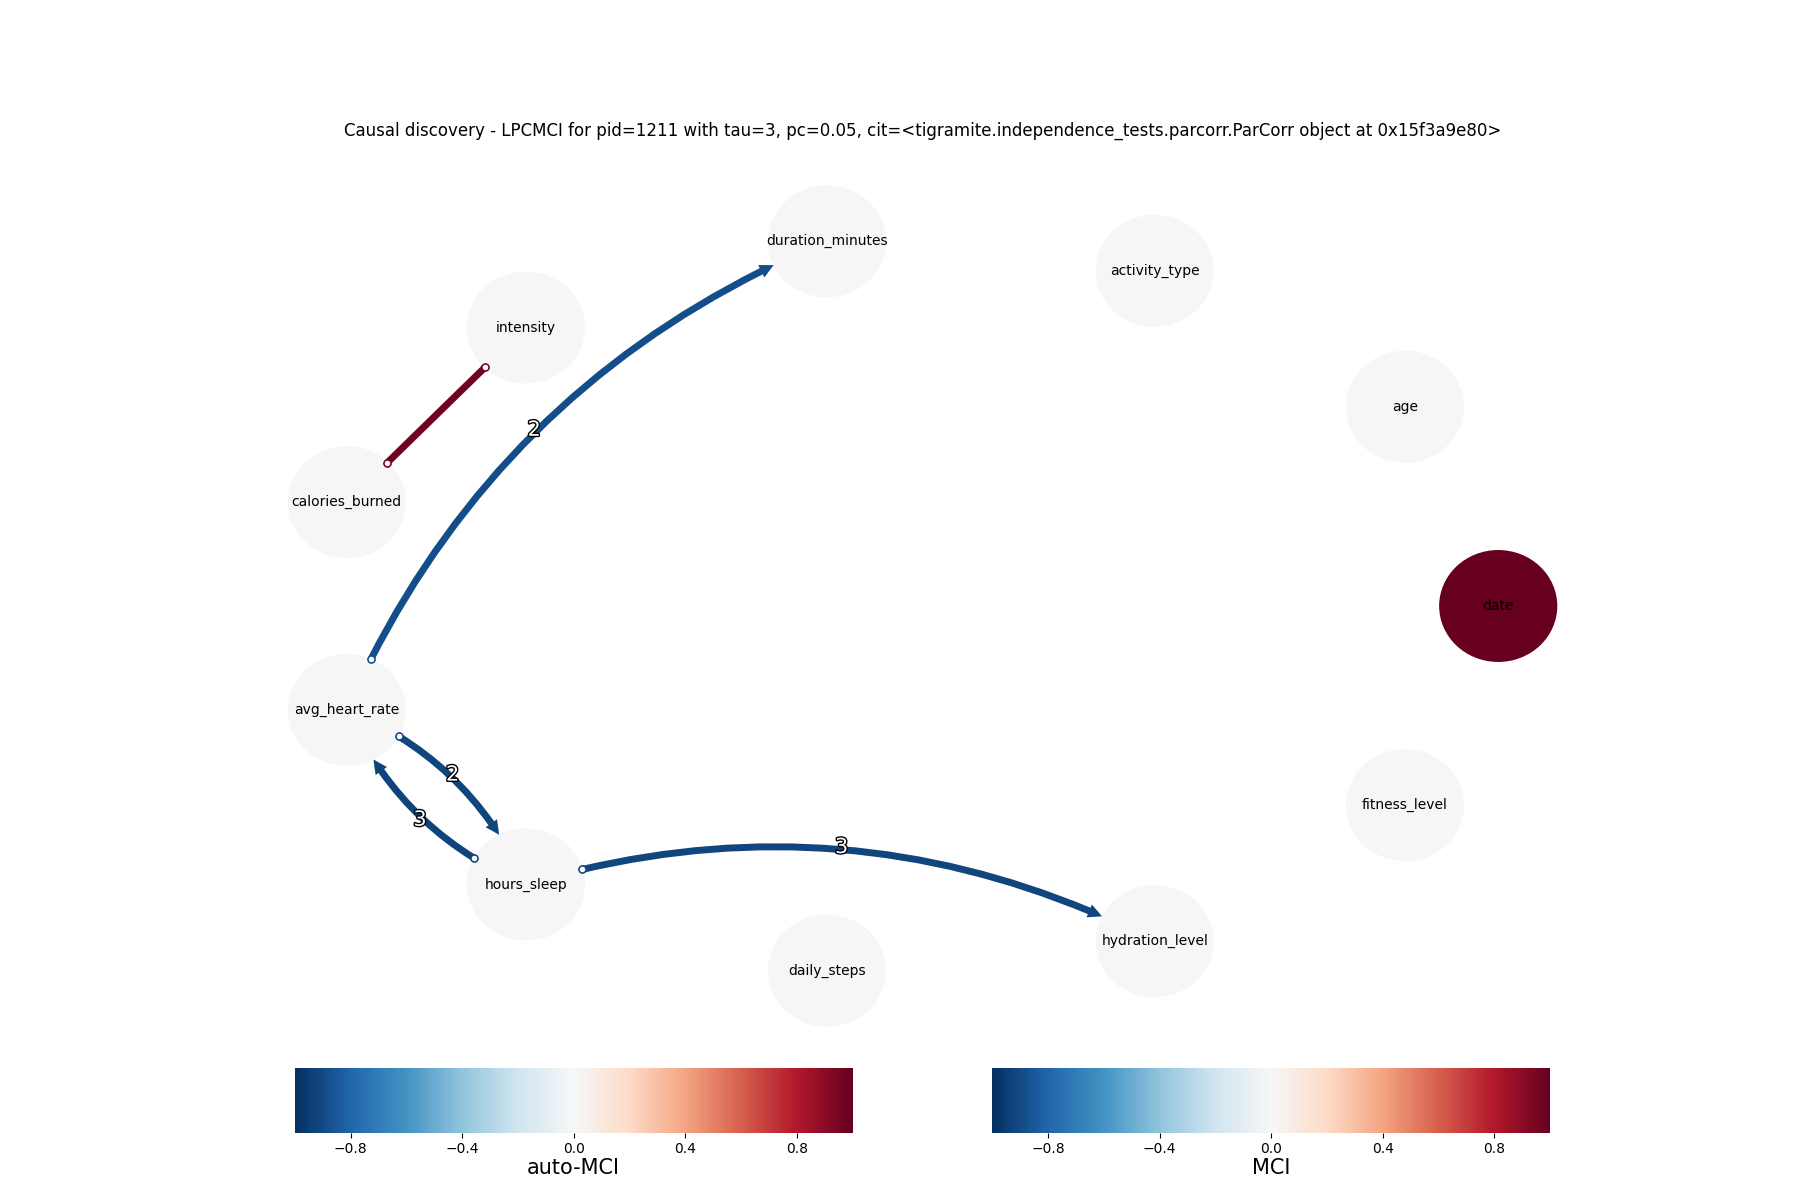 Causal discovery - LPCMCI for pid=1211 with tau=3, pc=0.05, cit=<tigramite.independence_tests.parcorr.ParCorr object at 0x15f3a9e80>
duration_minutes
activity_type
intensity
age
2
calories_burned
date
avg_heart_rate
2
3
fitness_level
3
hours_sleep
hydration_level
daily_steps
−0.8 −0.4 0.0 0.4 0.8
auto-MCI
−0.8 −0.4 0.0 0.4 0.8
MCI